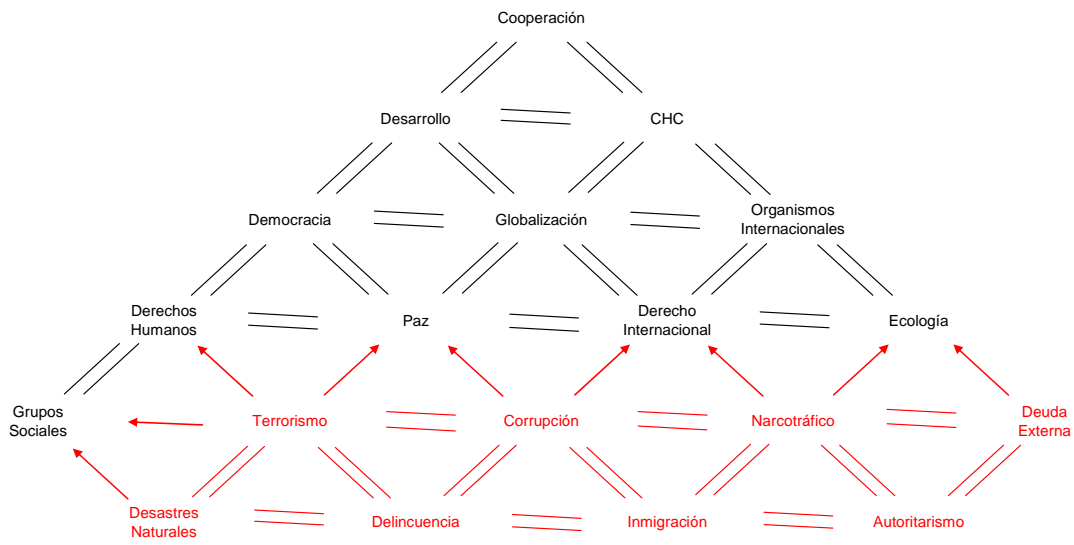 Cooperación
Desarrollo
CHC
Democracia
Globalización
Organismos
Internacionales
Derechos
Humanos
Paz
Derecho
Internacional
Ecología
Grupos
Sociales
Terrorismo
Corrupción
Narcotráfico
Deuda
Externa
Desastres
Naturales
Delincuencia
Inmigración
Autoritarismo